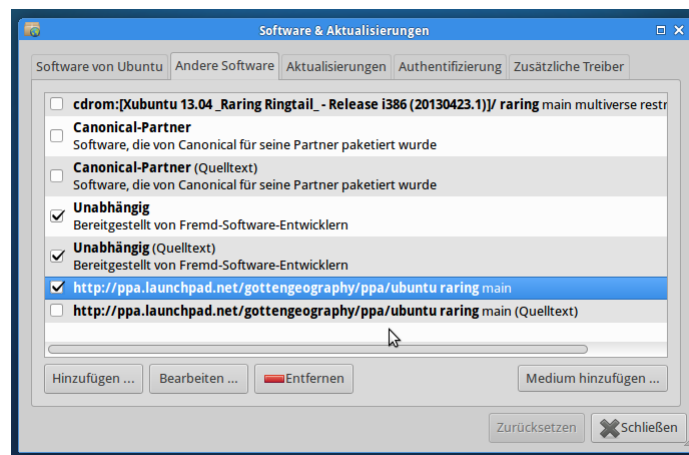 Software & Aktualisierungen
Software von Ubuntu Andere Software Aktualisierungen Authentifizierung Zusätzliche Treiber
cdrom:[Xubuntu 13.04 _Raring Ringtail_ - Release i386 (20130423.1)]/ raring main multiverse restr
Canonical-Partner
Software, die von Canonical für seine Partner paketiert wurde
Canonical-Partner (Quelltext)
Software, die von Canonical für seine Partner paketiert wurde
Unabhängig
Bereitgestellt von Fremd-Software-Entwicklern
Unabhängig (Quelltext)
Bereitgestellt von Fremd-Software-Entwicklern
http://ppa.launchpad.net/gottengeography/ppa/ubuntu raring main
http://ppa.launchpad.net/gottengeography/ppa/ubuntu raring main (Quelltext)
Hinzufügen ... Bearbeiten ... Entfernen Medium hinzufügen ...
Zurücksetzen Schließen